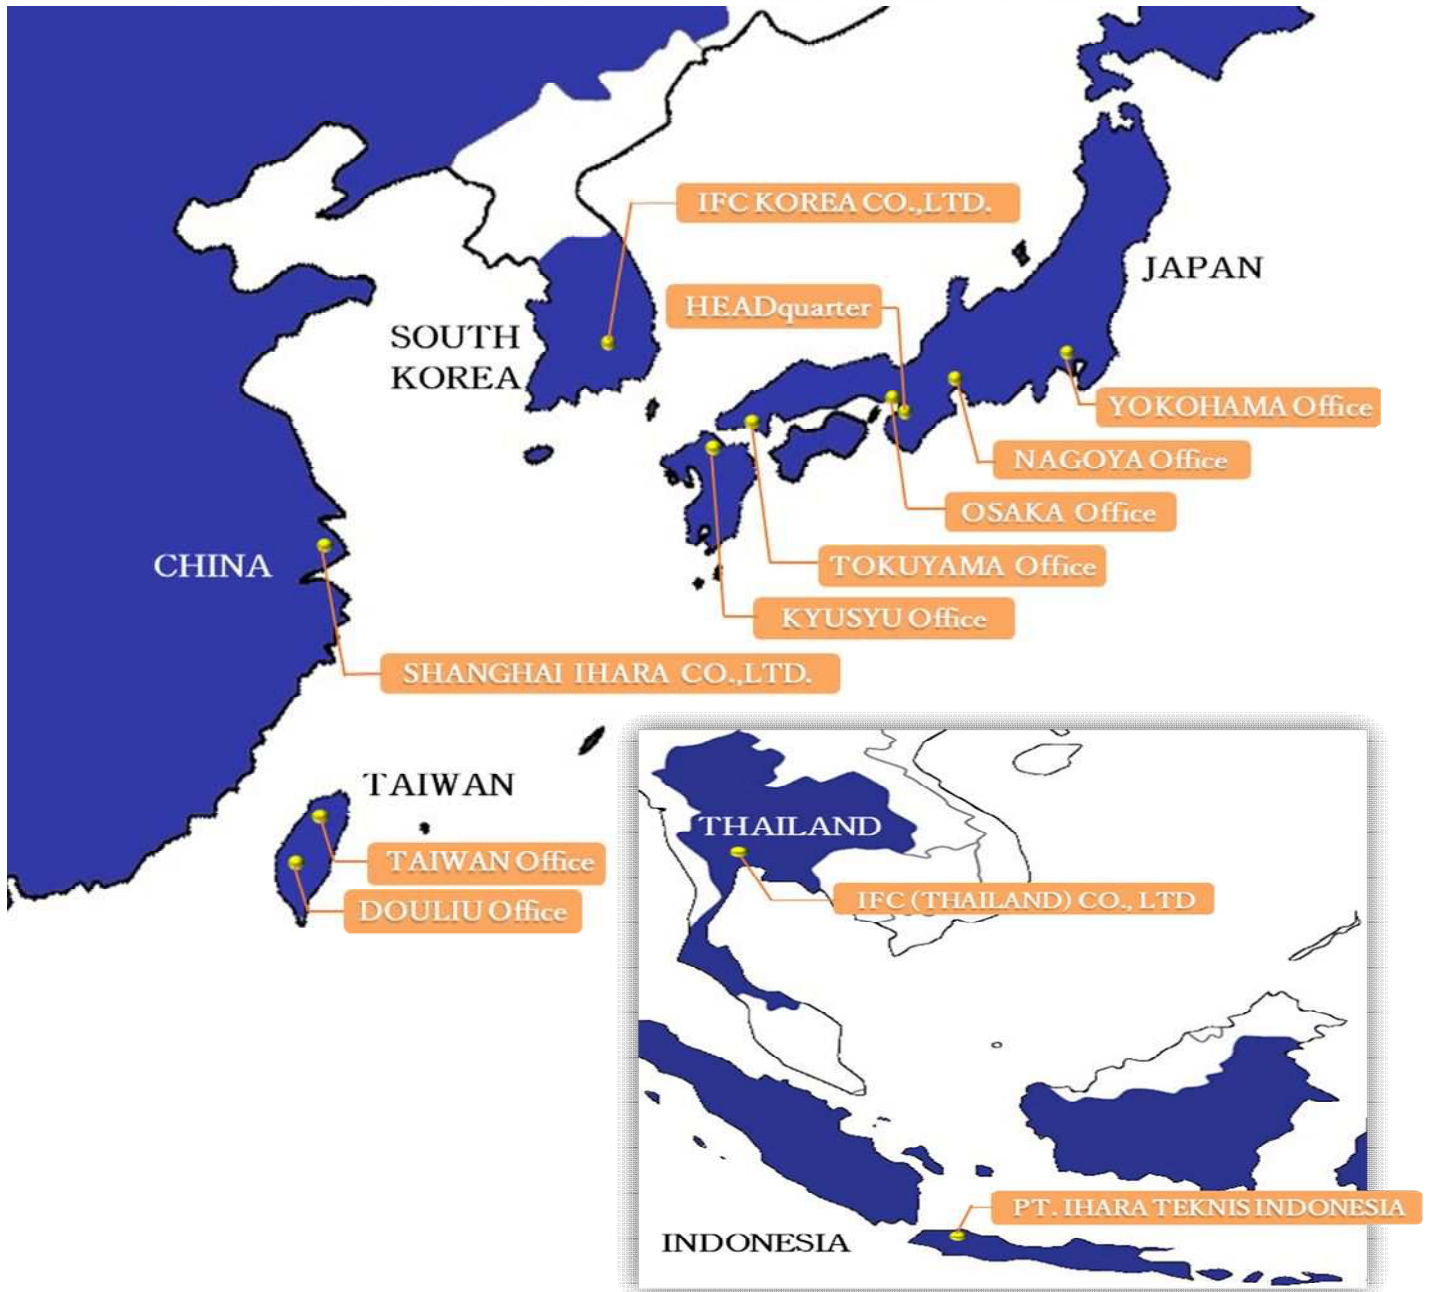 IFC KOREA CO.,LTD.
JAPAN
HEADquarter
SOUTH
KOREA
YOKOHAMA Office
NAGOYA Office
OSAKA Office
CHINA
TOKUYAMA Office
KYUSYU Office
SHANGHAI IHARA CO.,LTD.
TAIWAN
TAIWAN Office
DOULIU Office
THAILAND
IFC (THAILAND) CO., LTD
PT. IHARA TEKNIS INDONESIA
INDONESIA